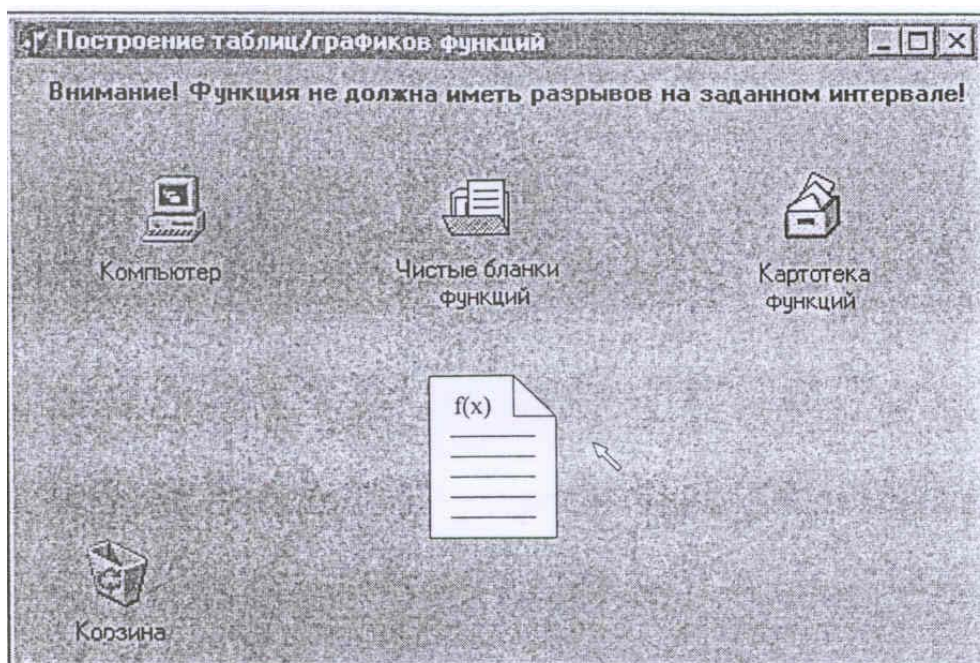 Построение таблиц/графиков функций
Внимание! Функция не должна иметь разрывов на заданном интервале!
Компьютер
Чистые бланки
функций
Картотека
функций
f(x)
Корзина